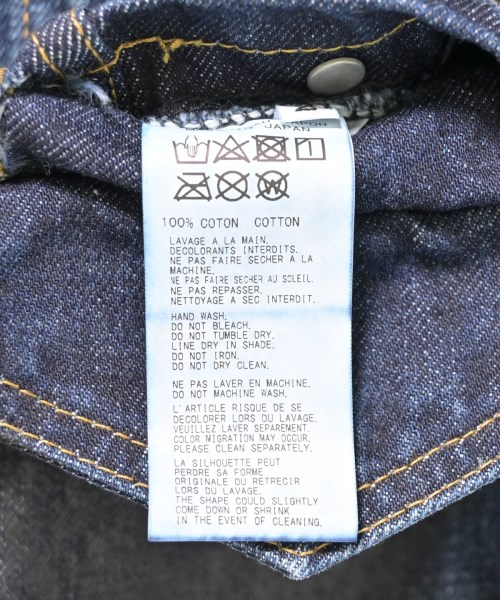 JAPON
JAPAN
100% COTON COTTON
LAVAGE A LA MAIN.
DECOLORANTS INTERDITS.
NE PAS FAIRE SECHER A LA
MACHINE.
NE PAS FAIRE SECHER AU SOLEIL.
NE PAS REPASSER.
NETTOYAGE A SEC INTERDIT.
HAND WASH.
DO NOT BLEACH.
DO NOT TUMBLE DRY.
LINE DRY IN SHADE.
DO NOT IRON.
DO NOT DRY CLEAN.
NE PAS LAVER EN MACHINE.
DO NOT MACHINE WASH.
L'ARTICLE RISQUE DE SE
DECOLORER LORS DU LAVAGE.
VEUILLEZ LAVER SEPAREMENT.
COLOR MIGRATION MAY OCCUR,
PLEASE CLEAN SEPARATELY.
LA SILHOUETTE PEUT
PERDRE SA FORME
ORIGINALE OU RETRECIR
LORS DU LAVAGE.
THE SHAPE COULD SLIGHTLY
COME DOWN OR SHRINK
IN THE EVENT OF CLEANING.